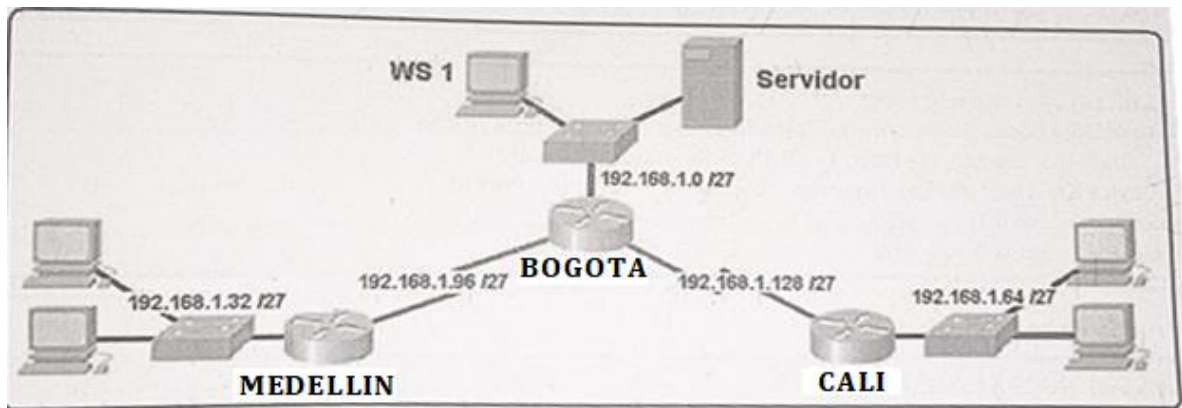 WS 1
Servidor
192.168.1.0 /27
BOGOTA
192.168.1.96 /27
192.168.1.128 /27
192.168.1.32 /27
192.168.1.64 /27
MEDELLIN
CALI